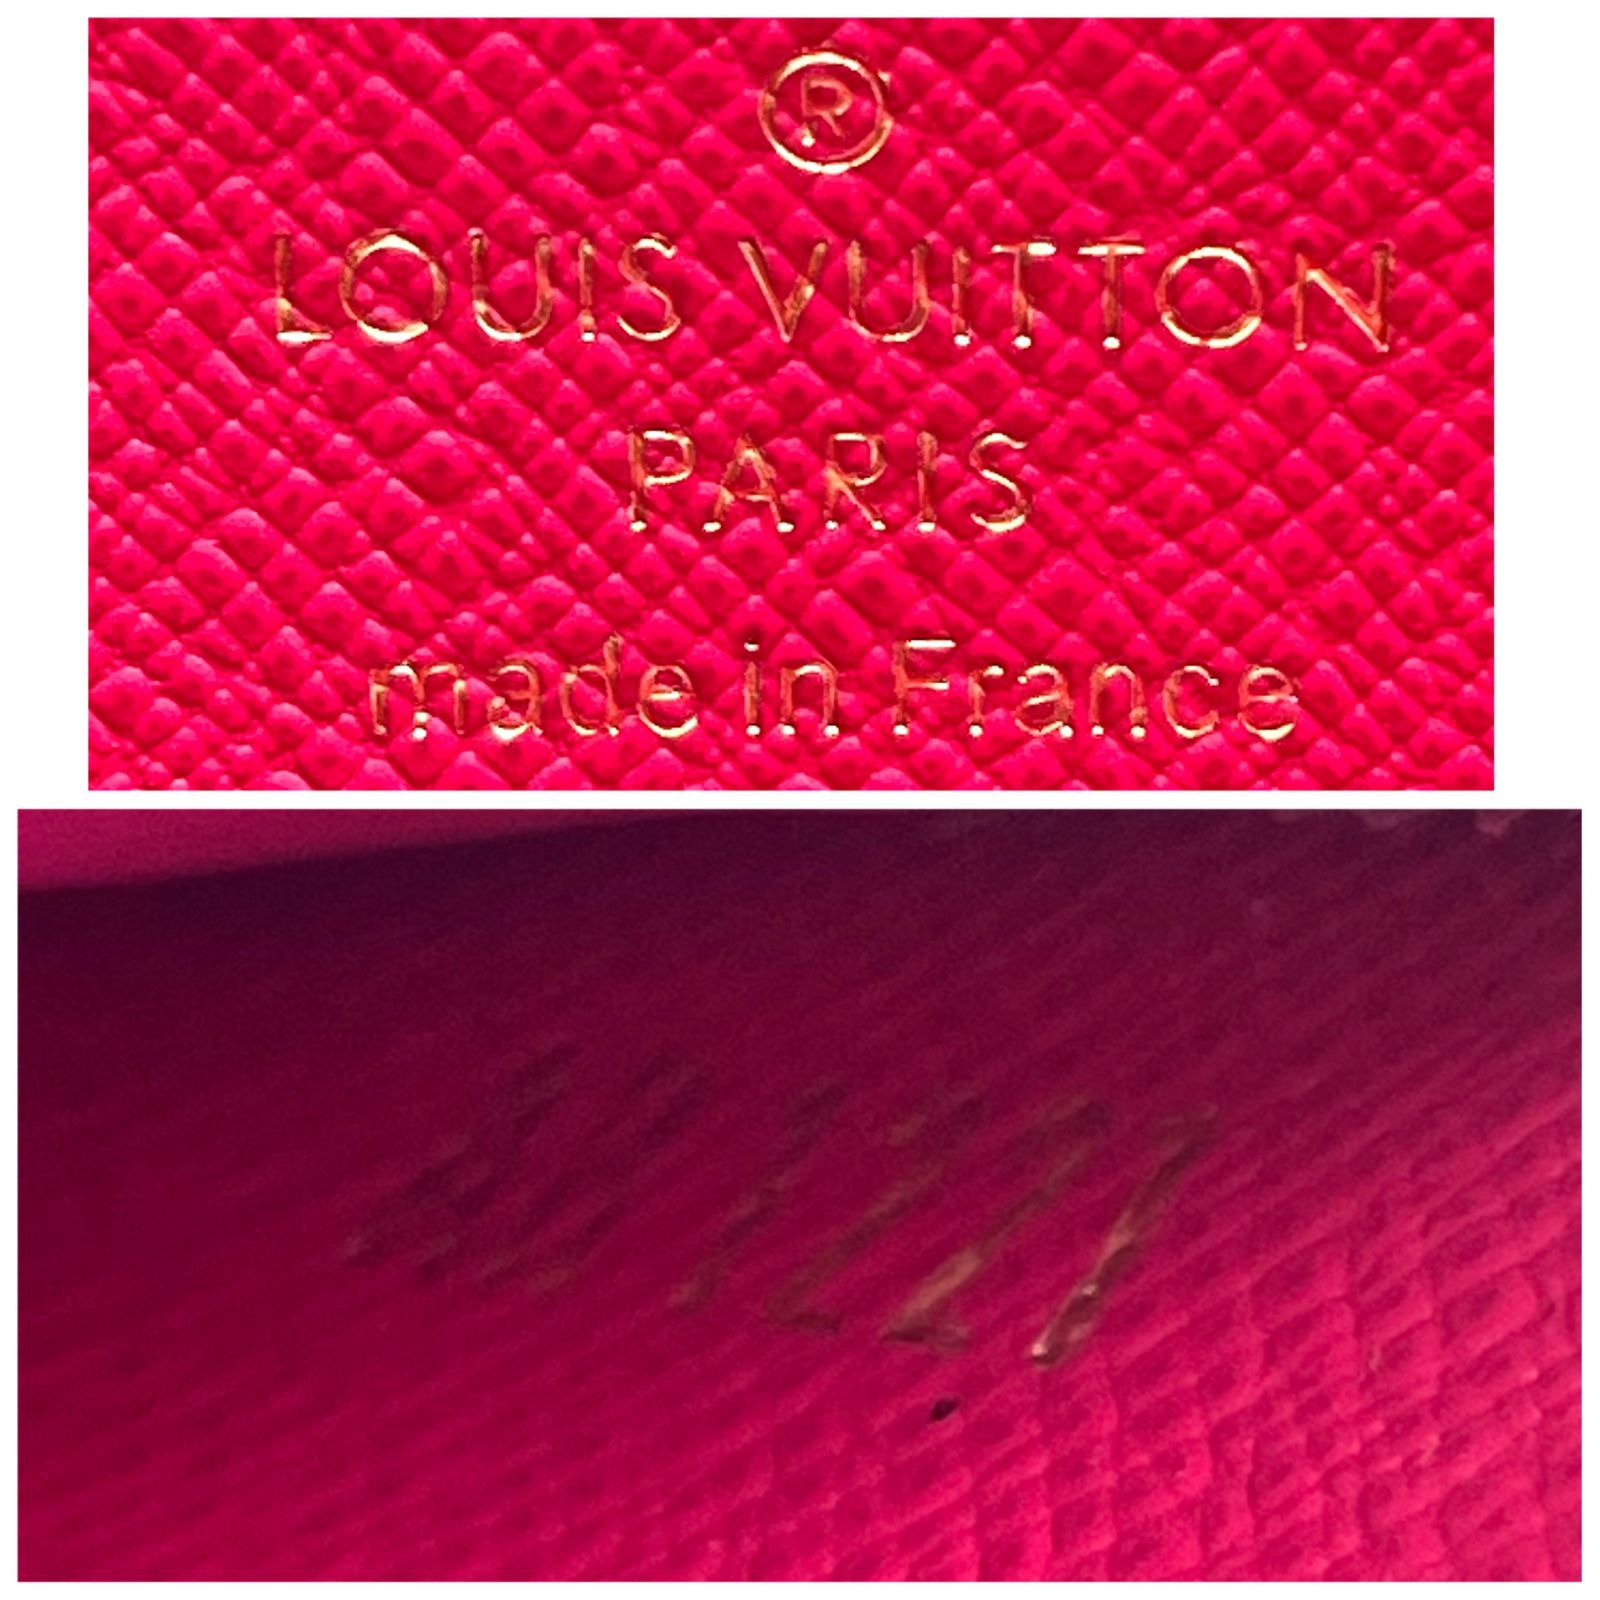 ®
LOUIS VUITTON
PARIS
made in France